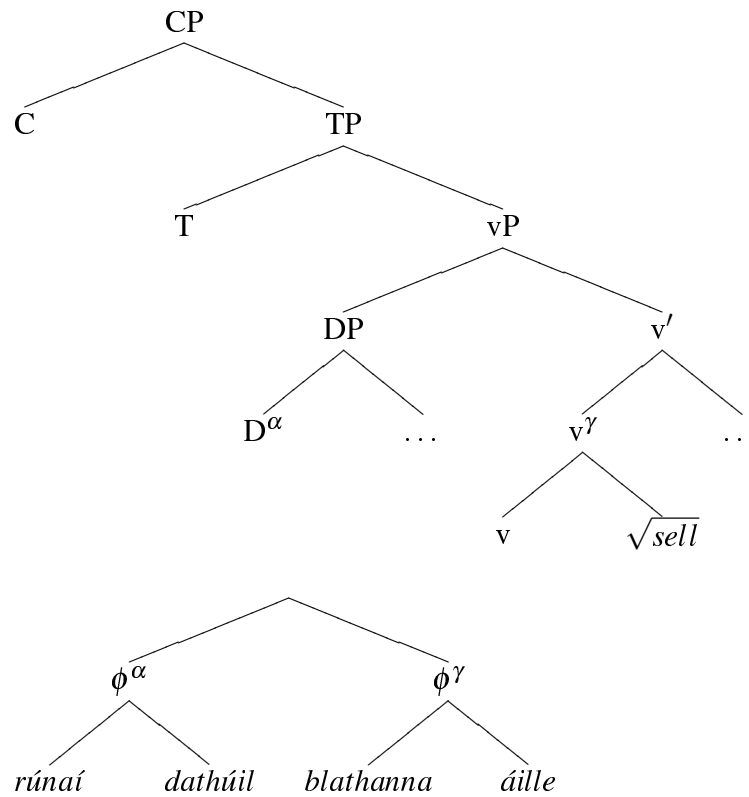 CP
C TP
T vP
DP v′
D^α … v^γ ..
v √sell
ϕ^α ϕ^γ
rúnaí dathúil blathanna áille